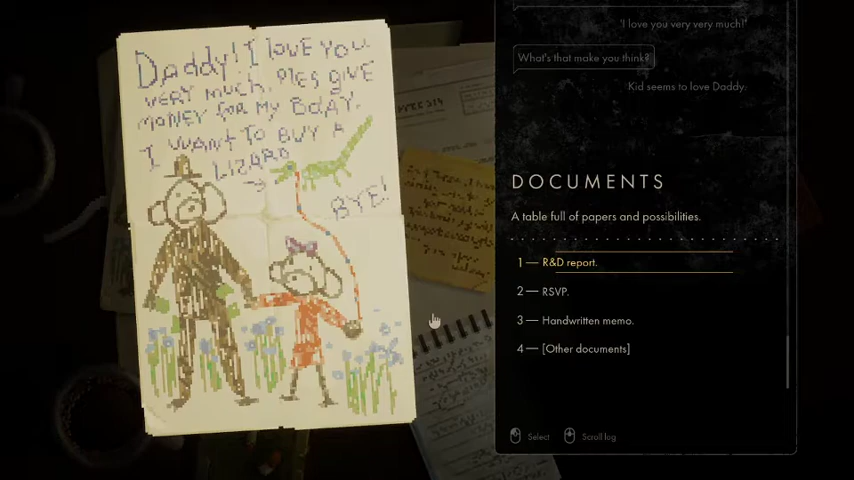 Daddy! I LOVE YOU
VERY MUCH. PLES GIVE
MONEY FOR MY BDAY.
I WANT TO BUY A
LIZARD
BYE!
'I love you very very much!'
What's that make you think?
'Kid seems to love Daddy.
DOCUMENTS
A table full of papers and possibilities.
1 — R&D report.
2 — RSVP.
3 — Handwritten memo.
4 — [Other documents]
Select
Scroll log